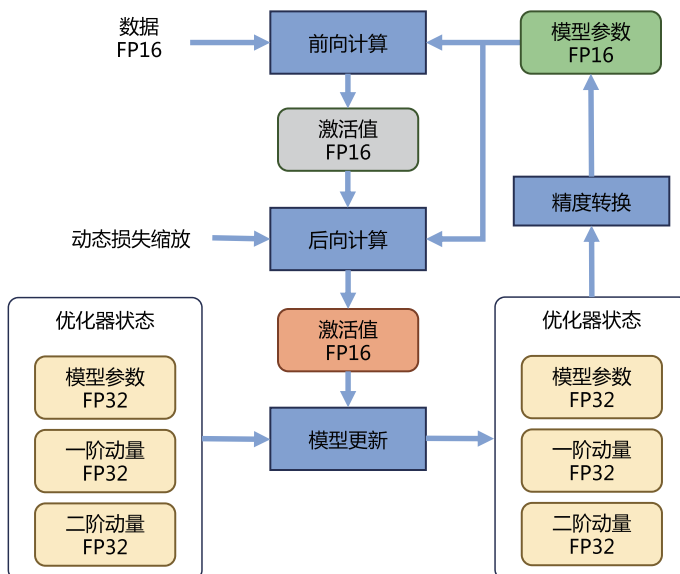 数据
FP16
前向计算
模型参数
FP16
激活值
FP16
精度转换
动态损失缩放
后向计算
激活值
FP16
优化器状态
模型参数
FP32
一阶动量
FP32
二阶动量
FP32
模型更新
优化器状态
模型参数
FP32
一阶动量
FP32
二阶动量
FP32